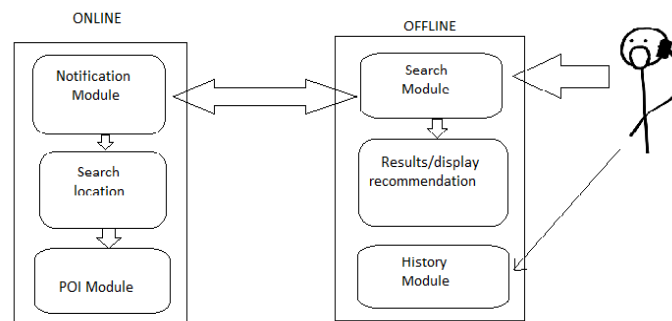 ONLINE
Notification
Module
Search
location
POI Module
OFFLINE
Search
Module
Results/display
recommendation
History
Module